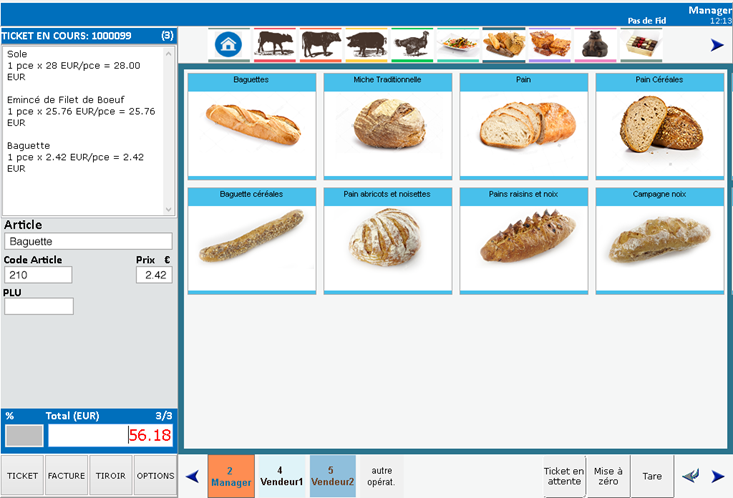 Manager
Pas de Fid
12:13
TICKET EN COURS: 1000099 (3)
Sole
1 pce x 28 EUR/pce = 28.00
EUR
Emincé de Filet de Boeuf
1 pce x 25.76 EUR/pce = 25.76
EUR
Baguette
1 pce x 2.42 EUR/pce = 2.42
EUR
Article
Baguette
Code Article Prix €
210 2.42
PLU
% Total (EUR) 3/3
56.18
TICKET FACTURE TIROIR OPTIONS
Baguettes Miche Traditionnelle Pain Pain Céréales
Baguette céréales Pain abricots et noisettes Pains raisins et noix Campagne noix
2
Manager
4
Vendeur1
5
Vendeur2
autre
opérat.
Ticket en
attente
Mise à
zéro
Tare